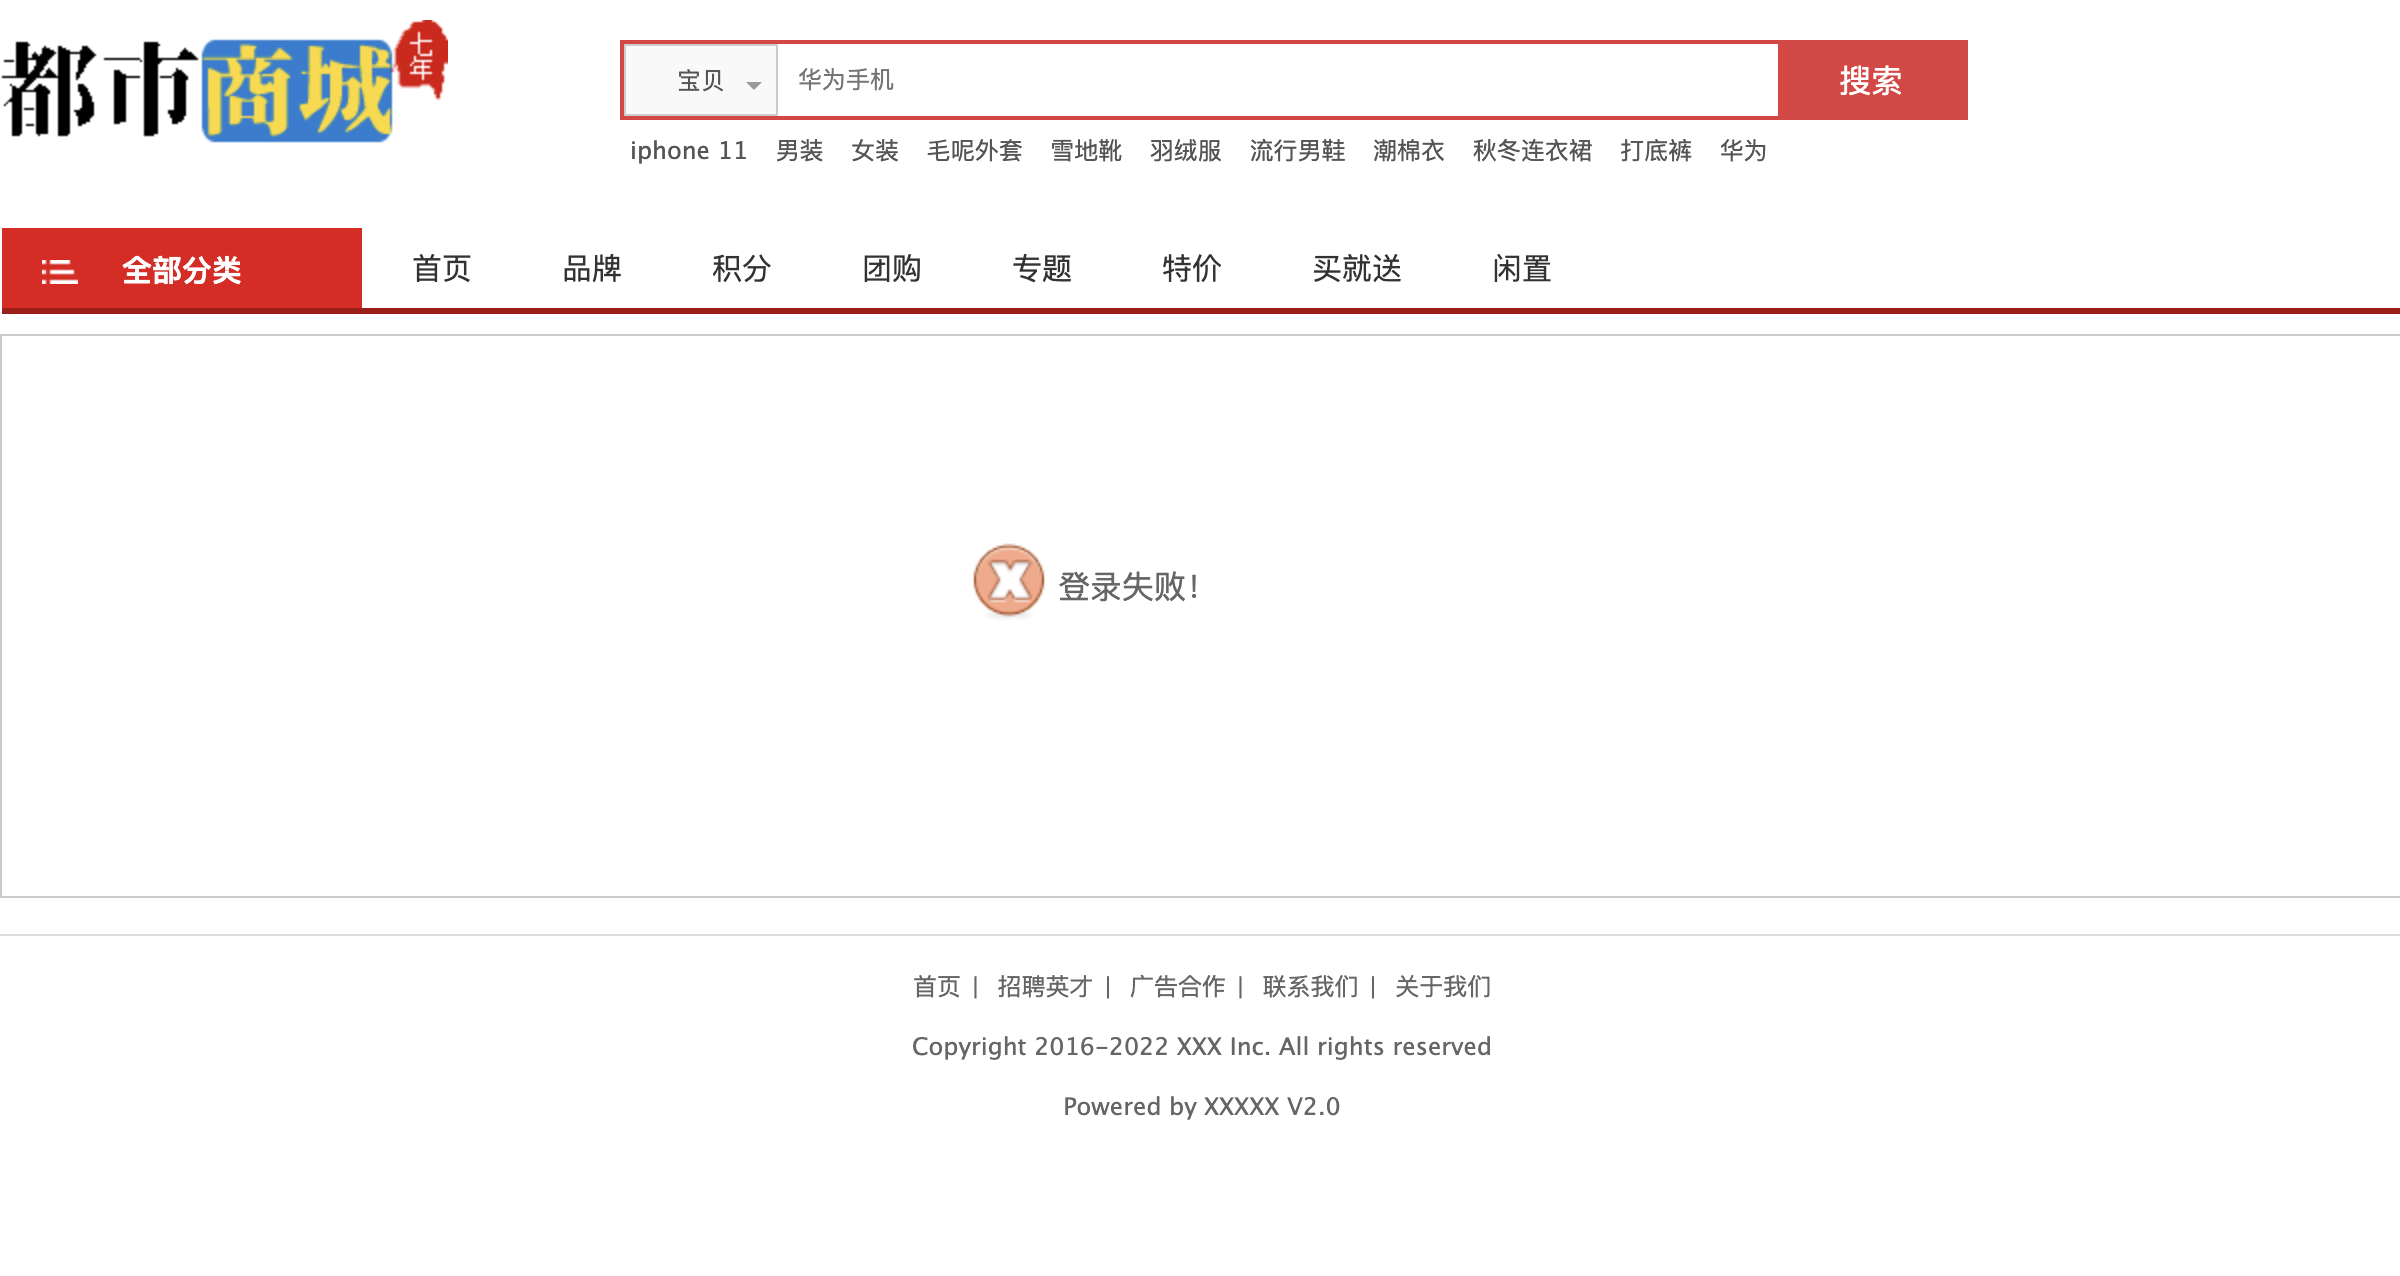 都市商城 七年
宝贝 华为手机 搜索
iphone 11 男装 女装 毛呢外套 雪地靴 羽绒服 流行男鞋 潮棉衣 秋冬连衣裙 打底裤 华为
全部分类 首页 品牌 积分 团购 专题 特价 买就送 闲置
X 登录失败！
首页 | 招聘英才 | 广告合作 | 联系我们 | 关于我们
Copyright 2016-2022 XXX Inc. All rights reserved
Powered by XXXXX V2.0